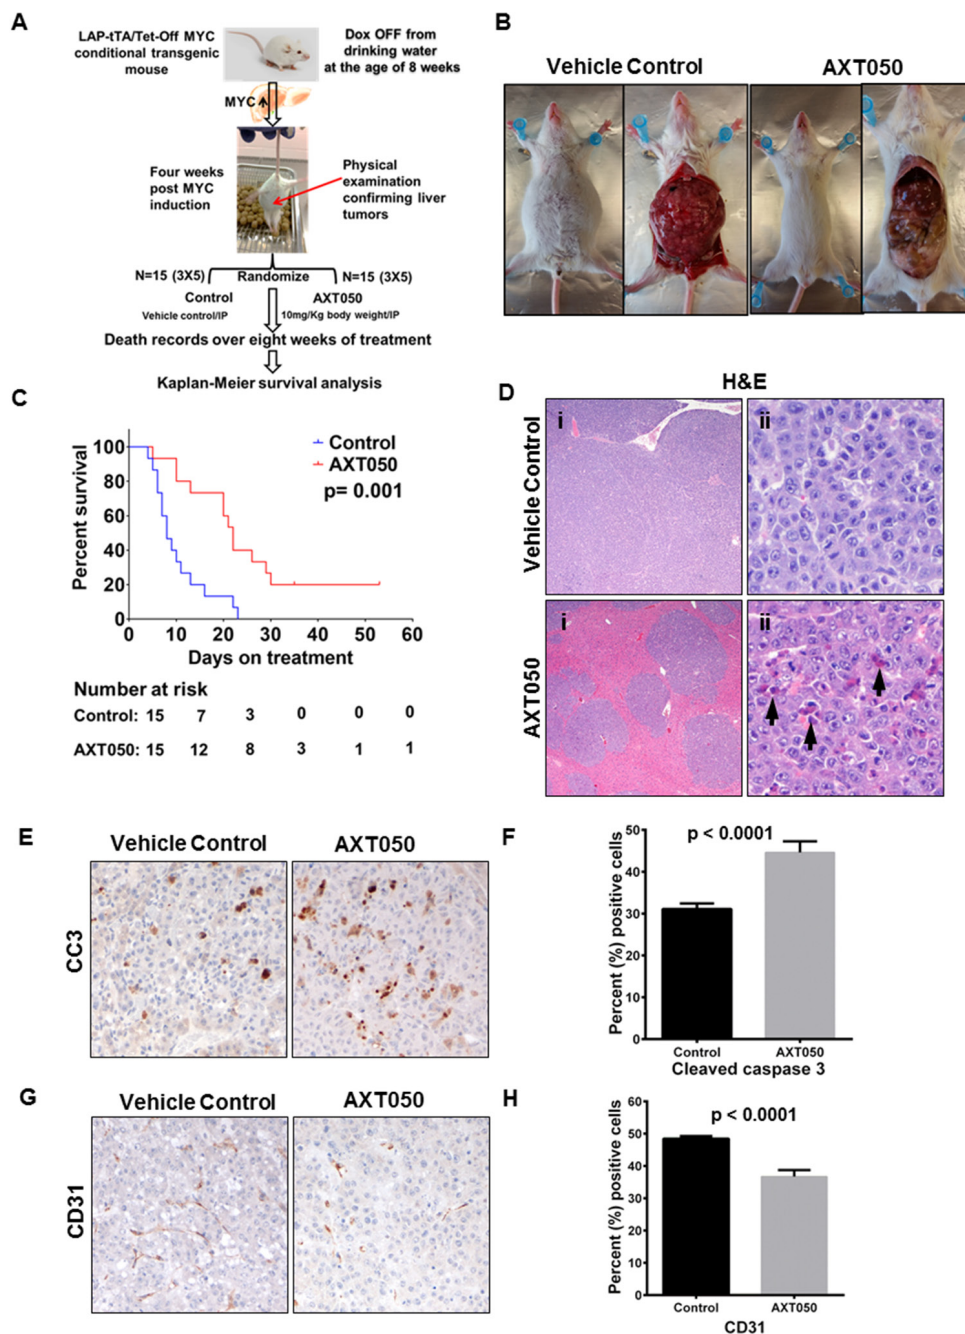 A
LAP-tTA/Tet-Off MYC
conditional transgenic
mouse
Dox OFF from
drinking water
at the age of 8 weeks
MYC
Four weeks
post MYC
induction
Physical
examination
confirming liver
tumors
N=15 (3X5)
Randomize
N=15 (3X5)
Control
AXT050
Vehicle control/IP
10mg/Kg body weight/IP
Death records over eight weeks of treatment
Kaplan-Meier survival analysis
B
Vehicle Control
AXT050
C
Control
AXT050
p= 0.001
Percent survival
100
80
60
40
20
0
0 10 20 30 40 50 60
Days on treatment
Number at risk
Control: 15 7 3 0 0 0
AXT050: 15 12 8 3 1 1
D
H&E
Vehicle Control
i
ii
AXT050
i
ii
E
Vehicle Control
AXT050
CC3
F
p < 0.0001
Percent (%) positive cells
50
40
30
20
10
0
Control
AXT050
Cleaved caspase 3
G
Vehicle Control
AXT050
CD31
H
p < 0.0001
Percent (%) positive cells
60
50
40
30
20
10
0
Control
AXT050
CD31